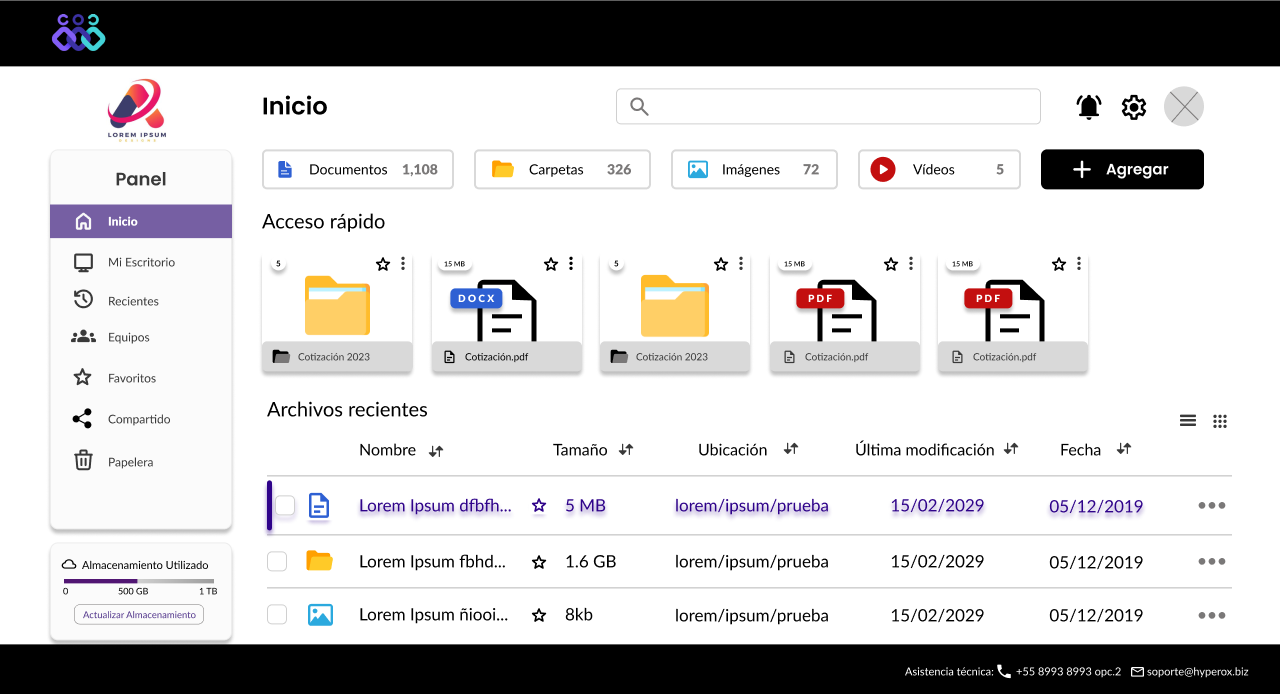 LOREM IPSUM
Inicio
Panel
Inicio
Mi Escritorio
Recientes
Equipos
Favoritos
Compartido
Papelera
Almacenamiento Utilizado
0 500 GB 1 TB
Actualizar Almacenamiento
Documentos 1,108
Carpetas 326
Imágenes 72
Vídeos 5
Agregar
Acceso rápido
5
Cotización 2023
15 MB
DOCX
Cotización.pdf
5
Cotización 2023
15 MB
PDF
Cotización.pdf
15 MB
PDF
Cotización.pdf
Archivos recientes
Nombre Tamaño Ubicación Última modificación Fecha
Lorem Ipsum dfbfh... 5 MB lorem/ipsum/prueba 15/02/2029 05/12/2019
Lorem Ipsum fbhd... 1.6 GB lorem/ipsum/prueba 15/02/2029 05/12/2019
Lorem Ipsum ñiooi... 8kb lorem/ipsum/prueba 15/02/2029 05/12/2019
Asistencia técnica: +55 8993 8993 opc.2 soporte@hyperox.biz